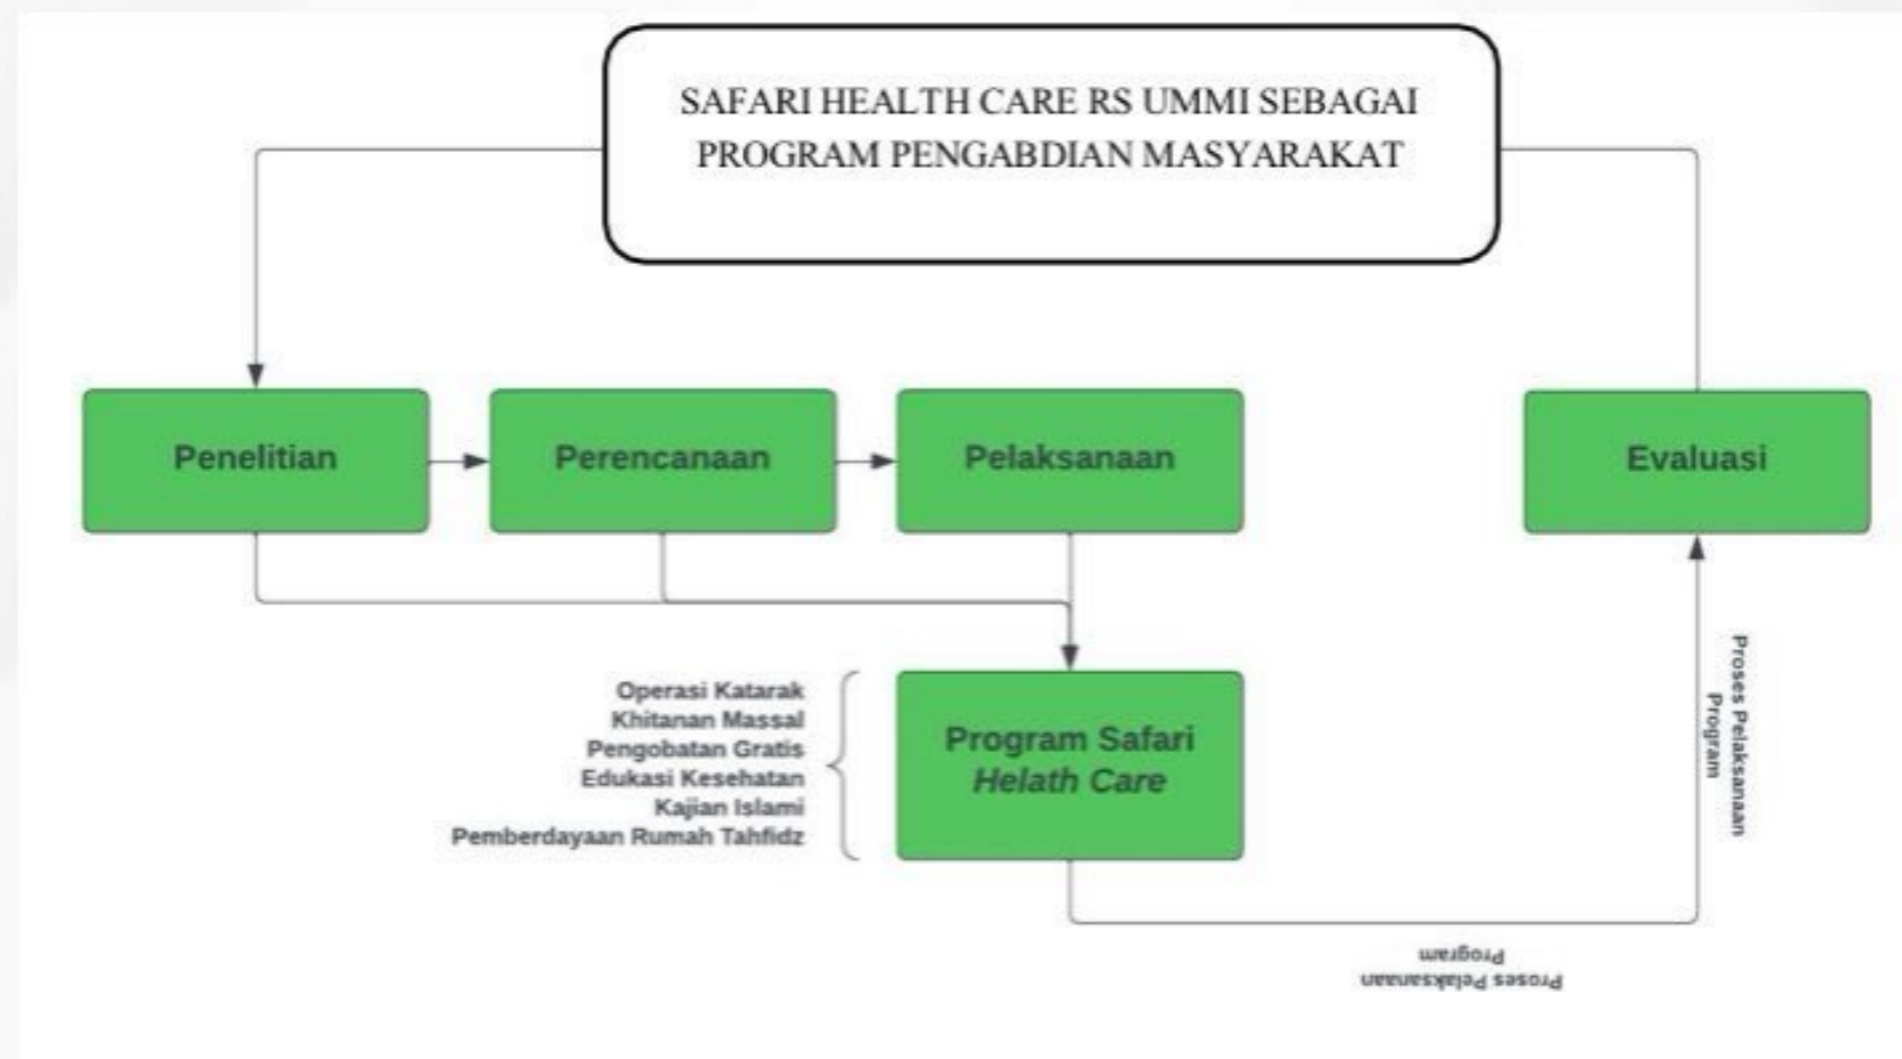 SAFARI HEALTH CARE RS UMMI SEBAGAI
PROGRAM PENGABDIAN MASYARAKAT
Penelitian
Perencanaan
Pelaksanaan
Evaluasi
Operasi Katarak
Khitanan Massal
Pengobatan Gratis
Edukasi Kesehatan
Kajian Islami
Pemberdayaan Rumah Tahfidz
Program Safari
Helath Care
Proses Pelaksanaan
Program
Proses Pelaksanaan
Program